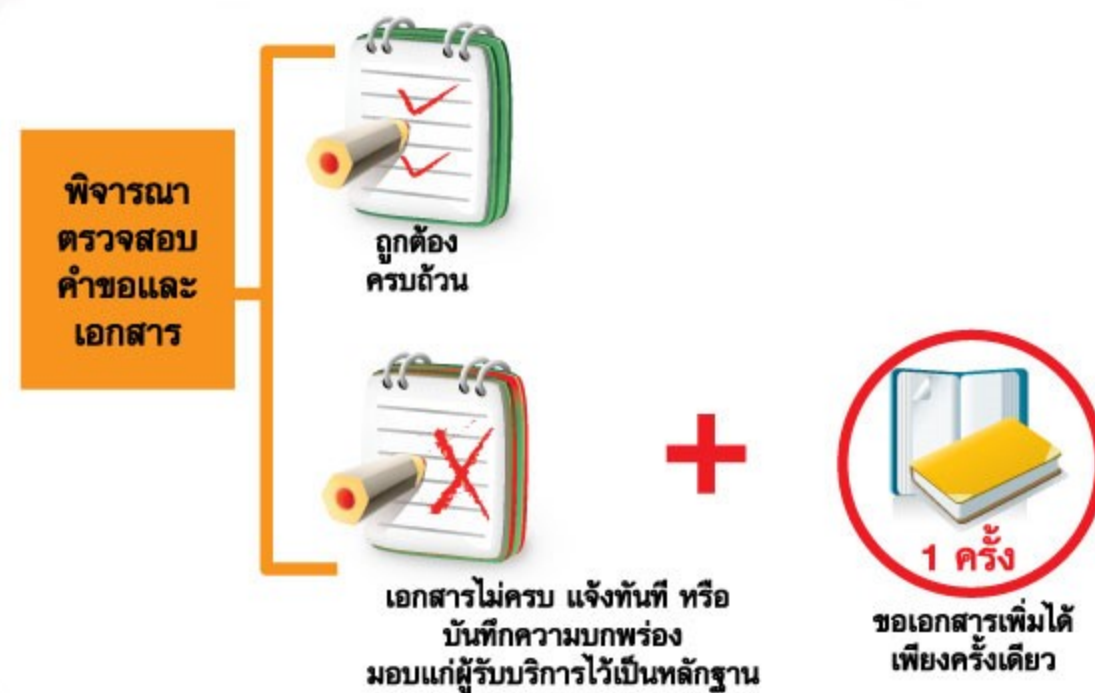 พิจารณา
ตรวจสอบ
คำขอและ
เอกสาร
ถูกต้อง
ครบถ้วน
เอกสารไม่ครบ แจ้งทันที หรือ
บันทึกความบกพร่อง
มอบแก่ผู้รับบริการไว้เป็นหลักฐาน
1 ครั้ง
ขอเอกสารเพิ่มได้
เพียงครั้งเดียว